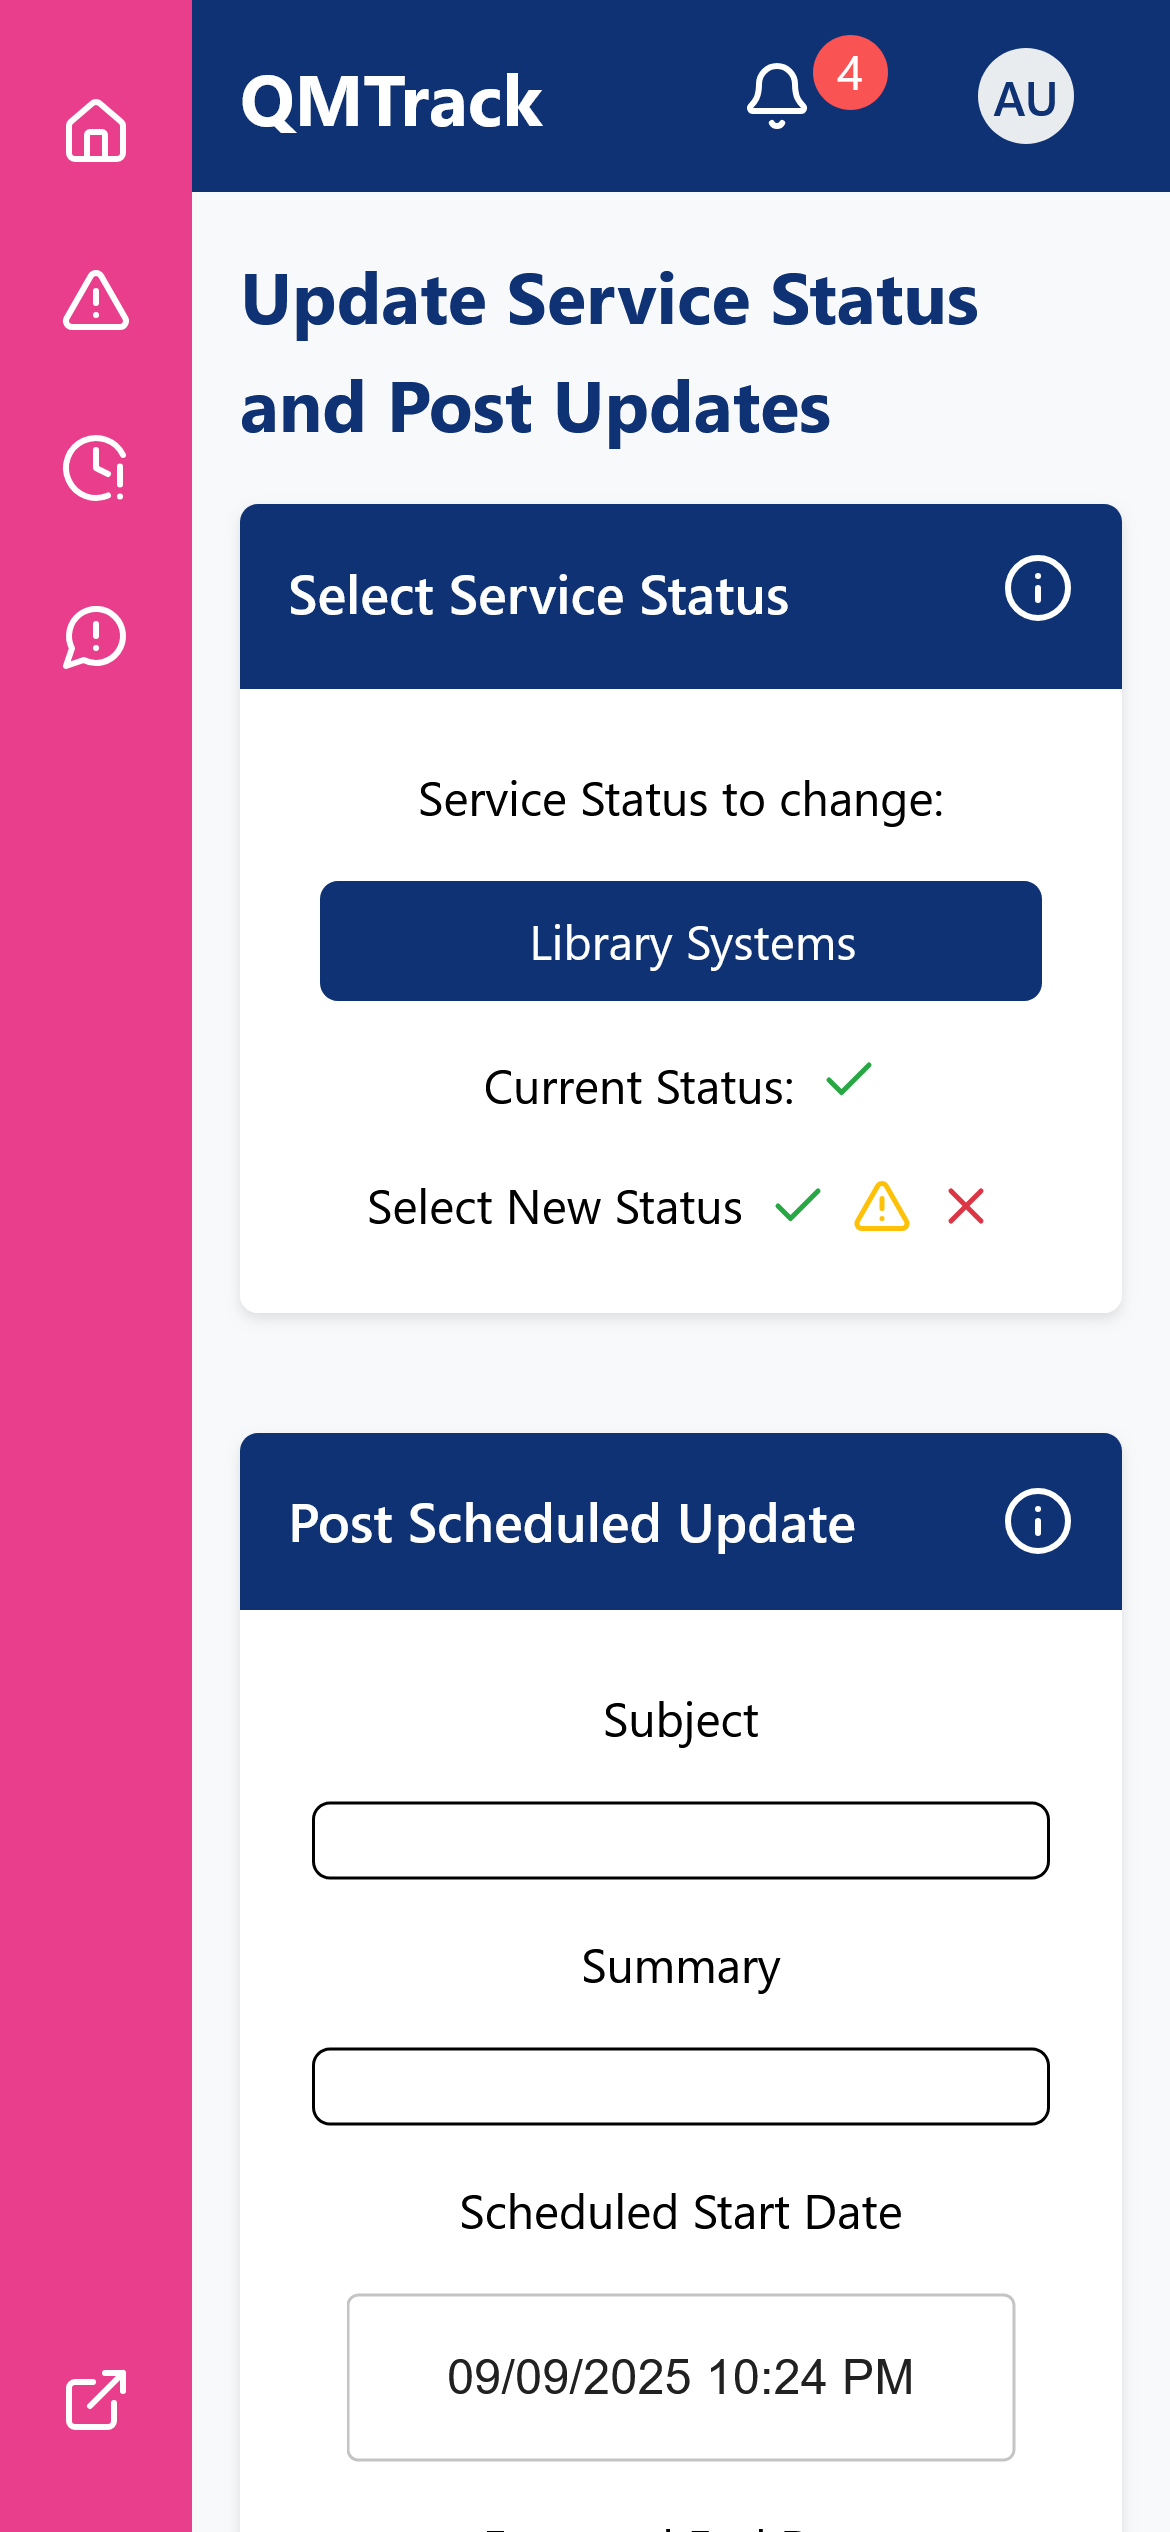 QMTrack
4
AU
Update Service Status
and Post Updates
Select Service Status
Service Status to change:
Library Systems
Current Status:
Select New Status
Post Scheduled Update
Subject
Summary
Scheduled Start Date
09/09/2025 10:24 PM